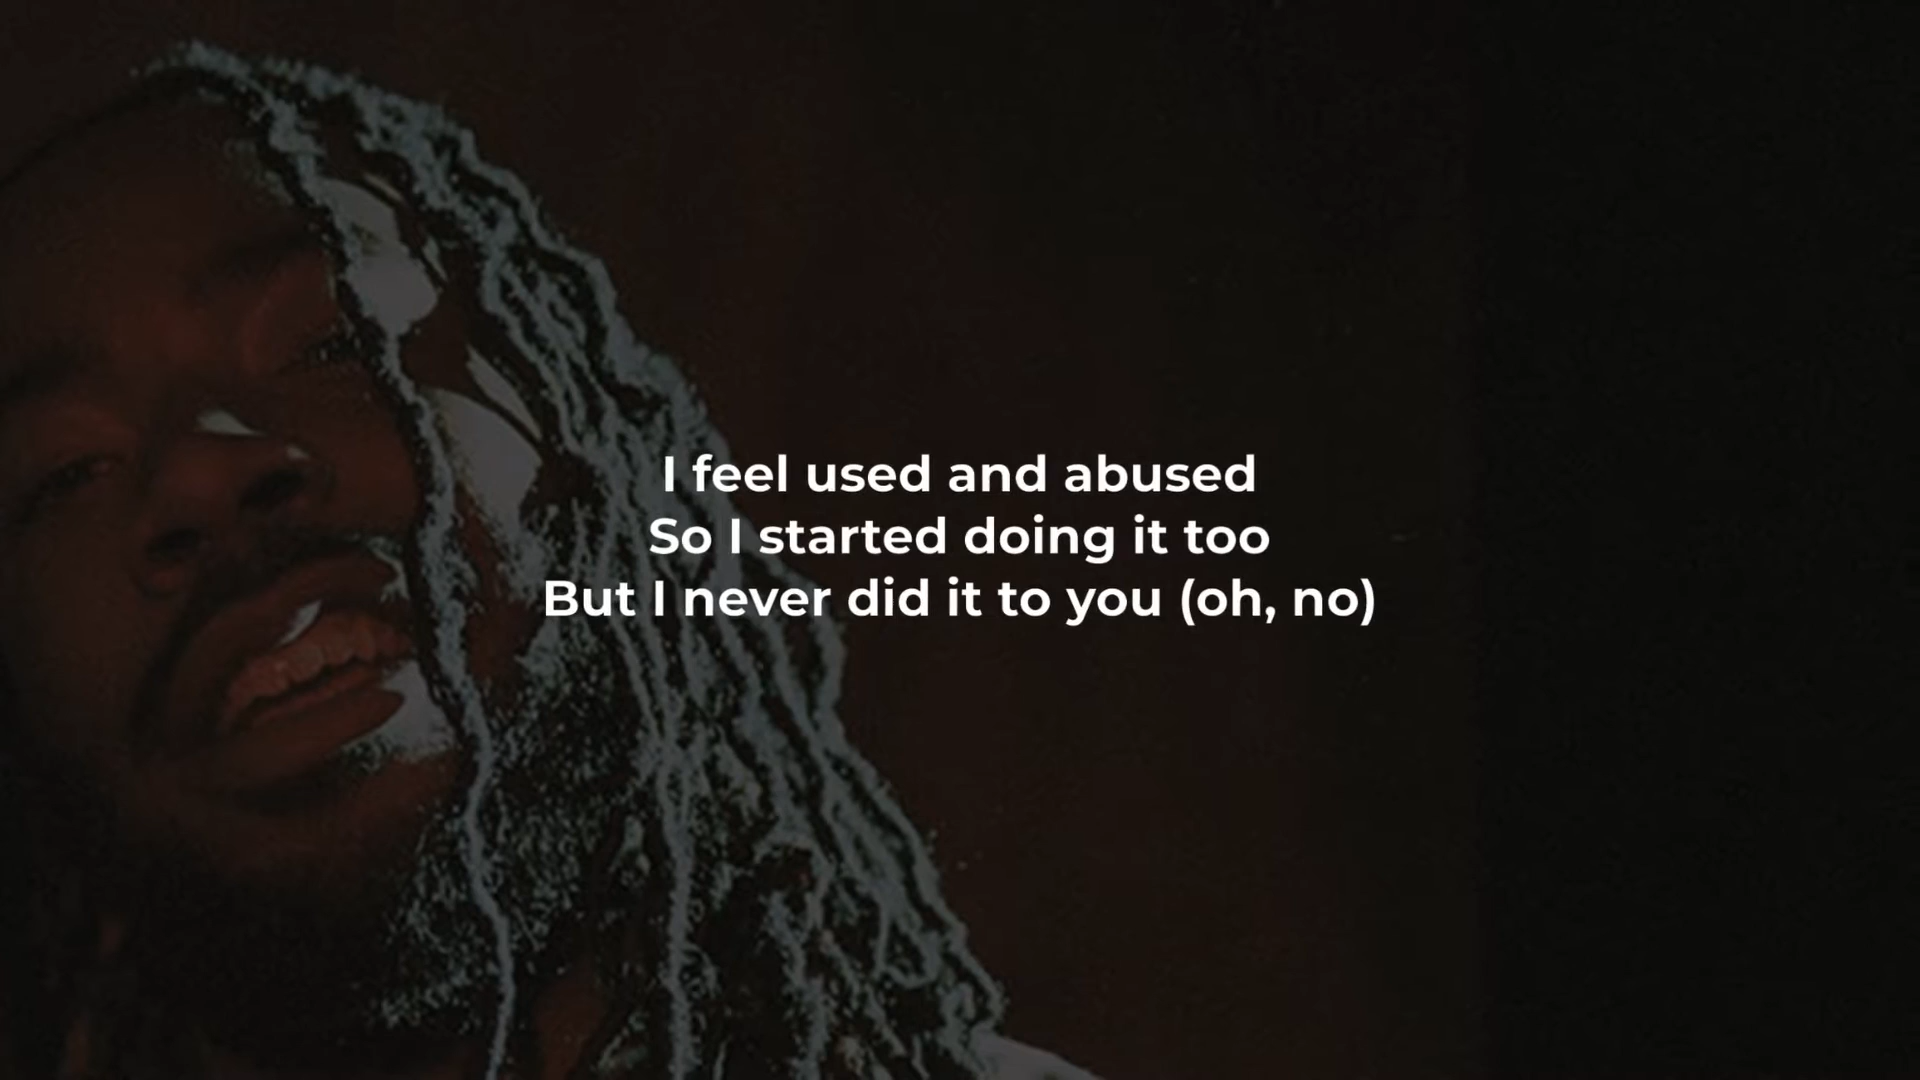 I feel used and abused
So I started doing it too
But I never did it to you (oh, no)